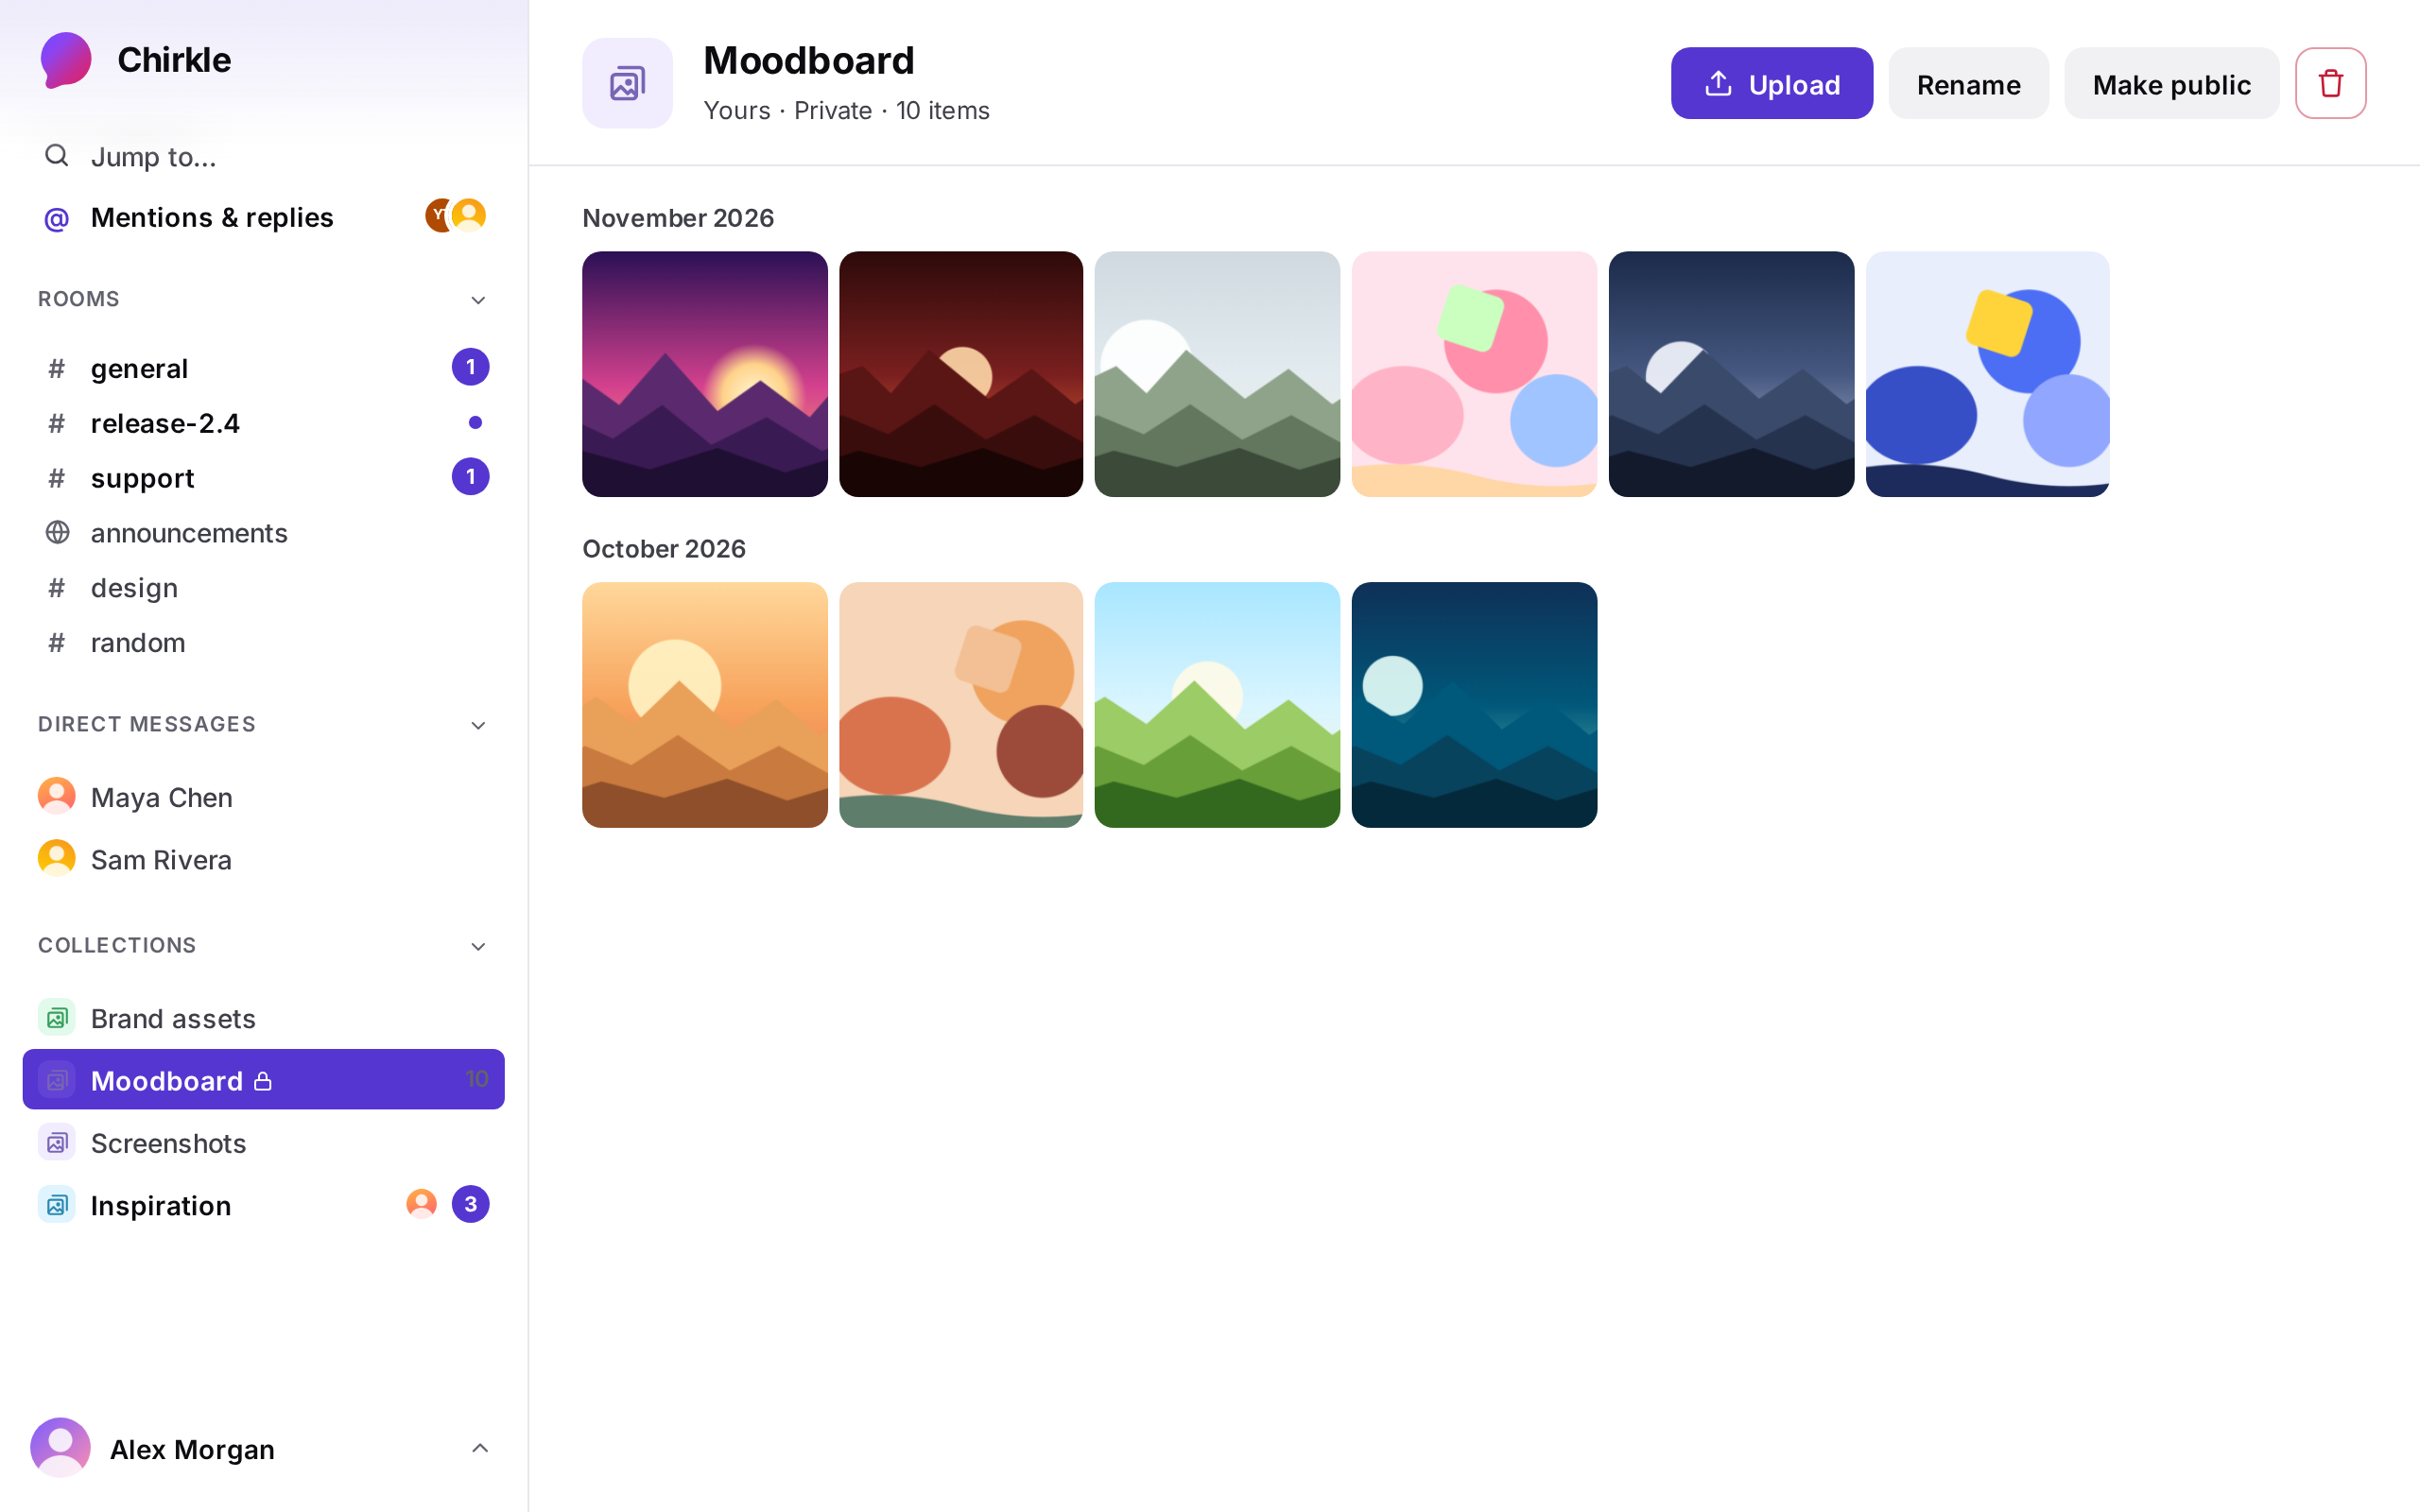 Chirkle
Jump to...
@ Mentions & replies
ROOMS
# general 1
# release-2.4
# support 1
announcements
# design
# random
DIRECT MESSAGES
Maya Chen
Sam Rivera
COLLECTIONS
Brand assets
Moodboard 10
Screenshots
Inspiration 3
Alex Morgan
Moodboard
Yours · Private · 10 items
Upload
Rename
Make public
November 2026
October 2026